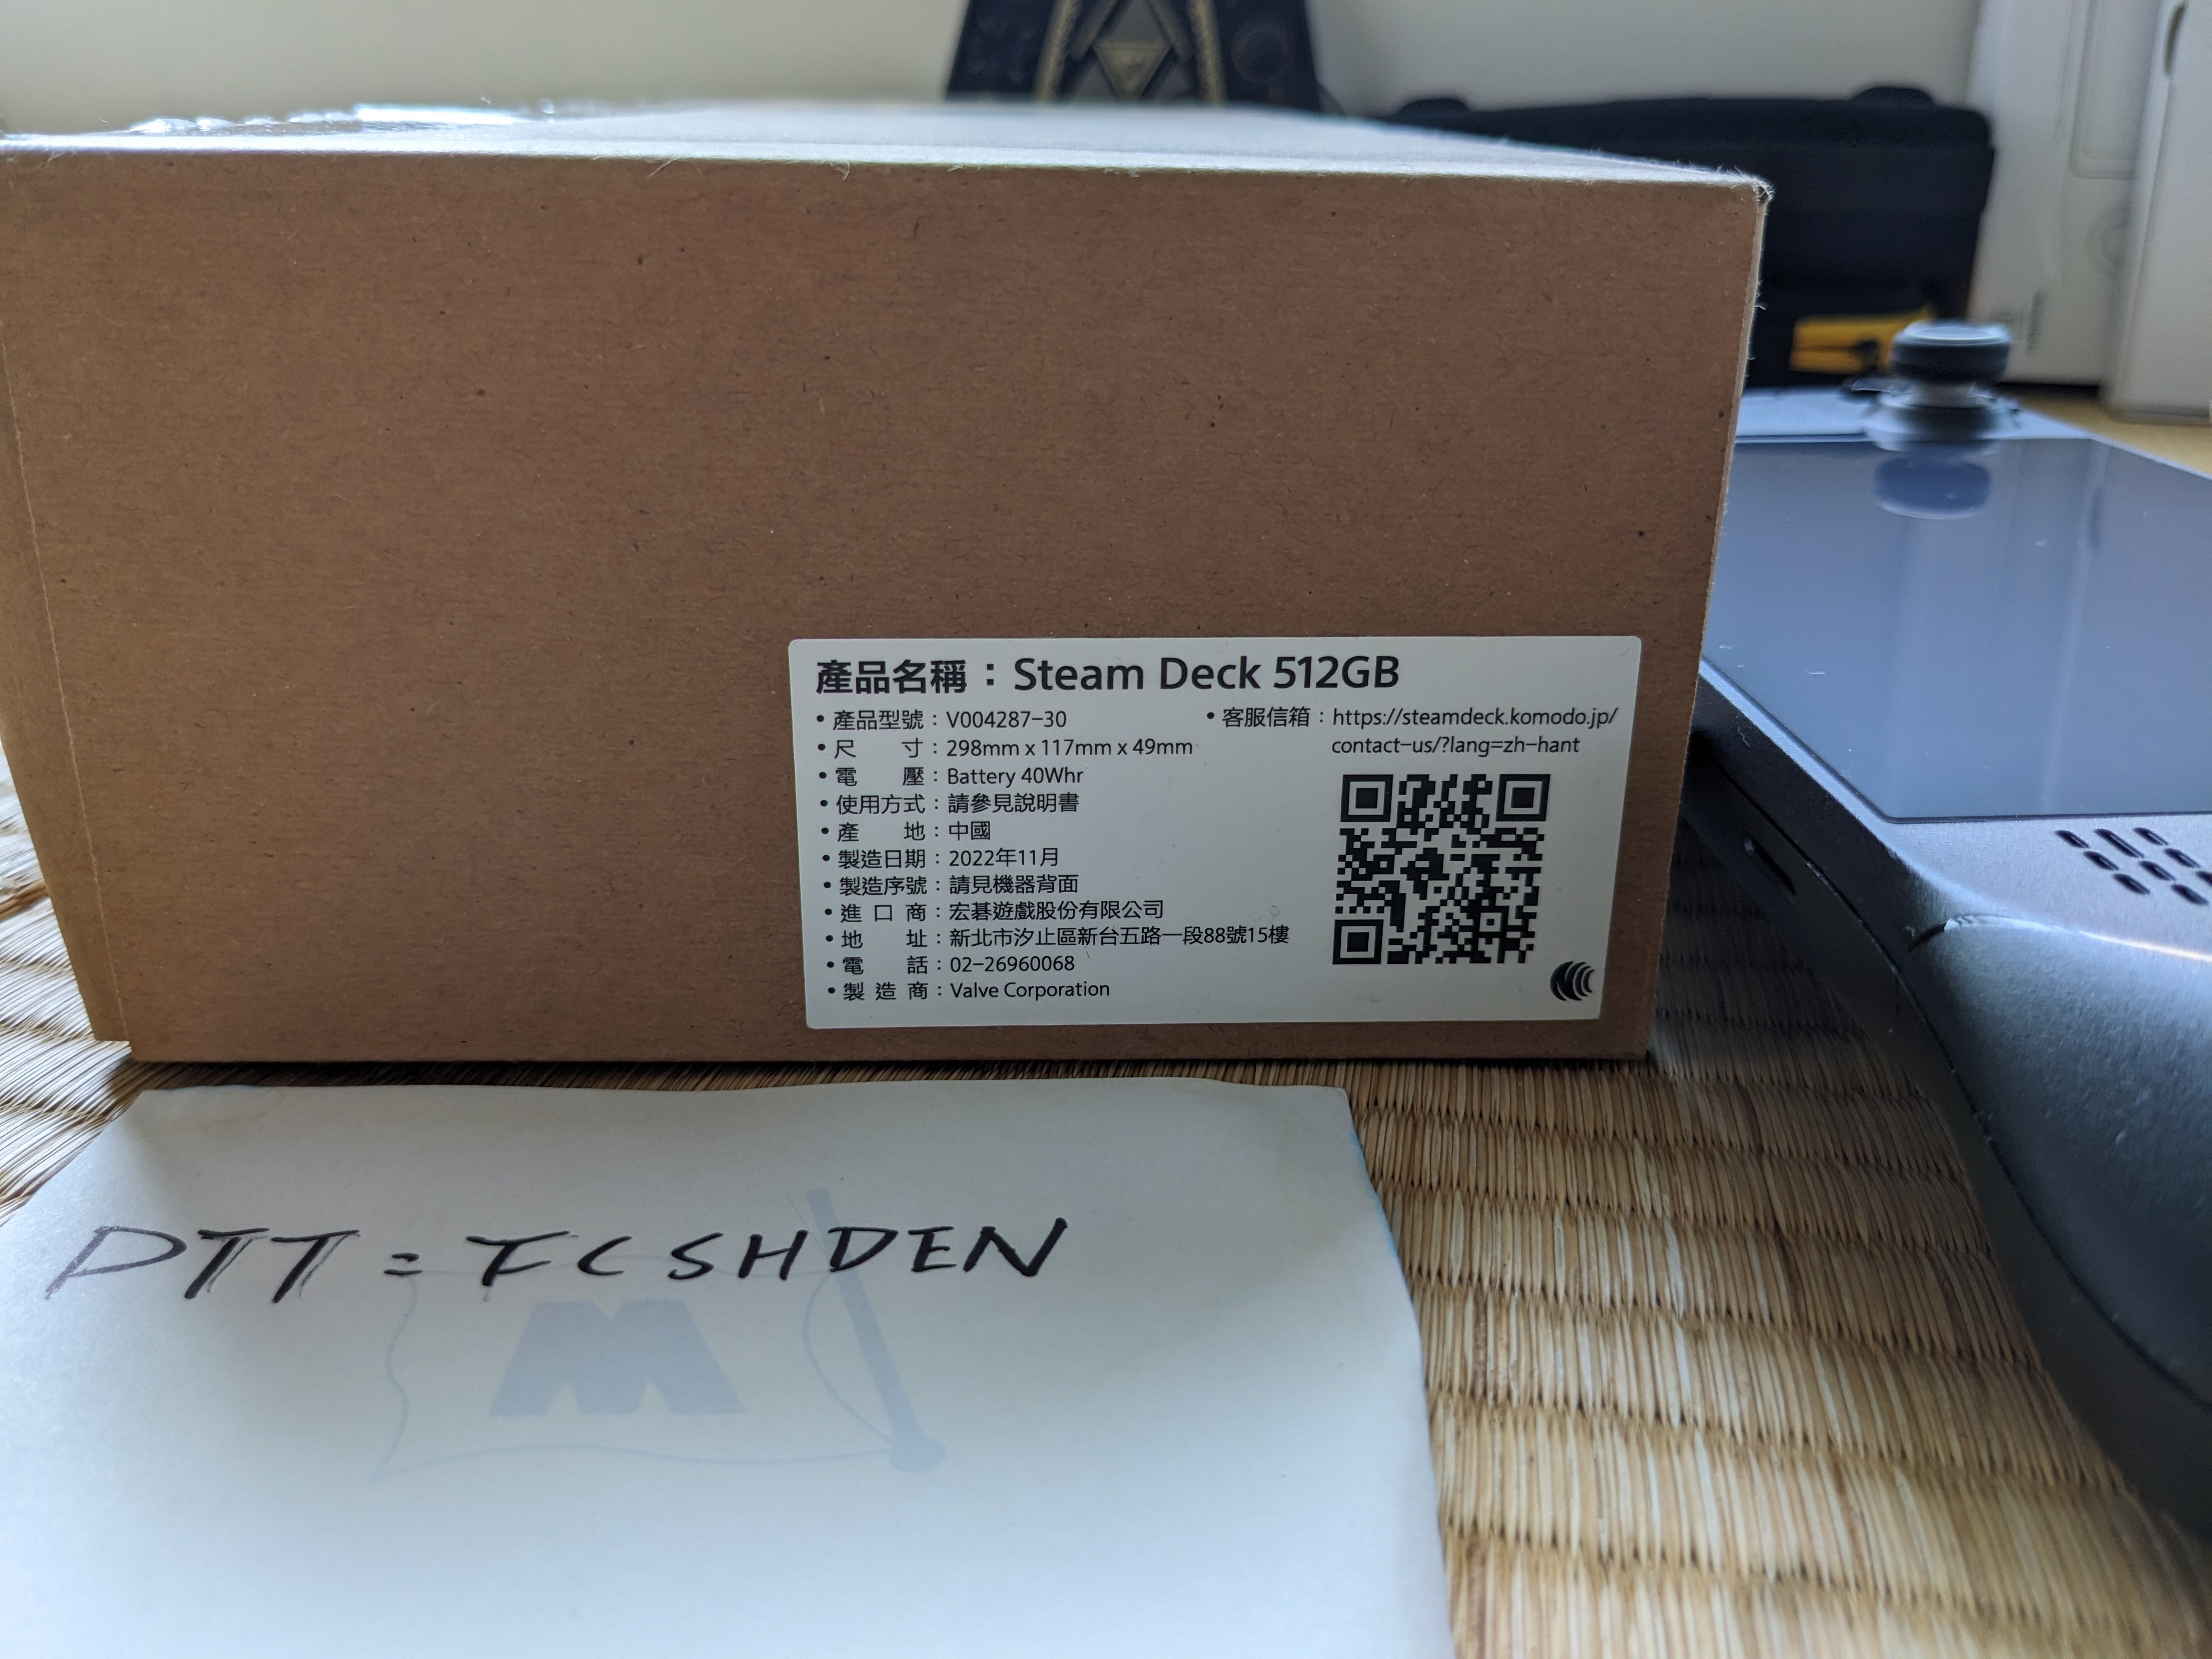 產品名稱：Steam Deck 512GB
• 產品型號：V004287-30
• 尺寸：298mm x 117mm x 49mm
• 電壓：Battery 40Whr
• 使用方式：請參見說明書
• 產地：中國
• 製造日期：2022年11月
• 製造序號：請見機器背面
• 進口商：宏碁遊戲股份有限公司
• 地址：新北市汐止區新台五路一段88號15樓
• 電話：02-26960068
• 製造商：Valve Corporation
• 客服信箱：https://steamdeck.komodo.jp/
contact-us/?lang=zh-hant
PTT = ICSHDEN
W